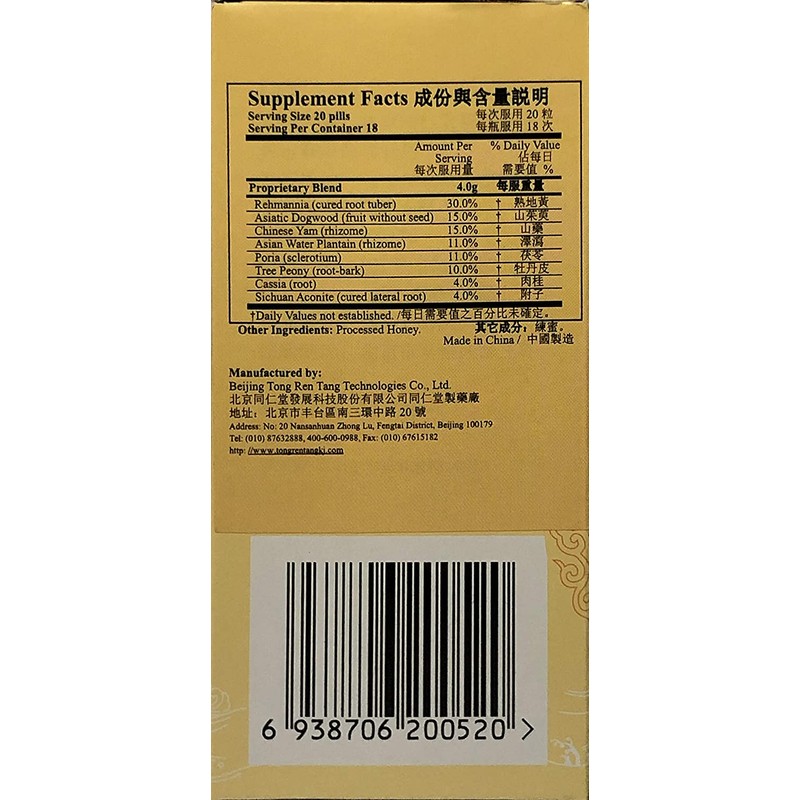 Supplement Facts 成份與含量説明
Serving Size 20 pills 每次服用 20 粒
Serving Per Container 18 每瓶服用 18 次
Amount Per Serving 每次服用量
% Daily Value 佔每日需要值 %
Proprietary Blend 4.0g 每服重量
Rehmannia (cured root tuber) 30.0% † 熟地黃
Asiatic Dogwood (fruit without seed) 15.0% † 山茱萸
Chinese Yam (rhizome) 15.0% † 山藥
Asian Water Plantain (rhizome) 11.0% † 澤瀉
Poria (sclerotium) 11.0% † 茯苓
Tree Peony (root-bark) 10.0% † 牡丹皮
Cassia (root) 4.0% † 肉桂
Sichuan Aconite (cured lateral root) 4.0% † 附子
†Daily Values not established. /每日需要值之百分比未確定。
Other Ingredients: Processed Honey. 其它成分：練蜜。
Made in China / 中國製造
Manufactured by:
Beijing Tong Ren Tang Technologies Co., Ltd.
北京同仁堂發展科技股份有限公司同仁堂製藥廠
地址：北京市丰台區南三環中路 20 號
Address: No: 20 Nansanhuan Zhong Lu, Fengtai District, Beijing 100179
Tel: (010) 87632888, 400-600-0988, Fax: (010) 67615182
http: //www.tongrentangkj.com
6 938706 200520 >